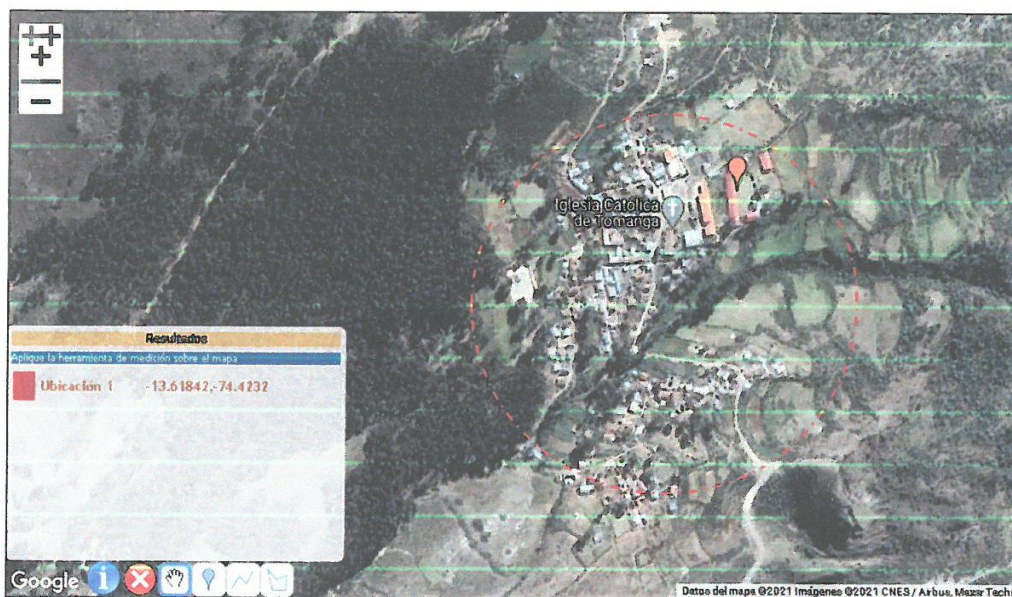 Iglesia Católica
de Tomanga
Resultados
Aplique la herramienta de medición sobre el mapa
Ubicación 1 -13.61842,-74.4232
Google
Datos del mapa ©2021 Imágenes ©2021 CNES / Airbus, Maxar Techn